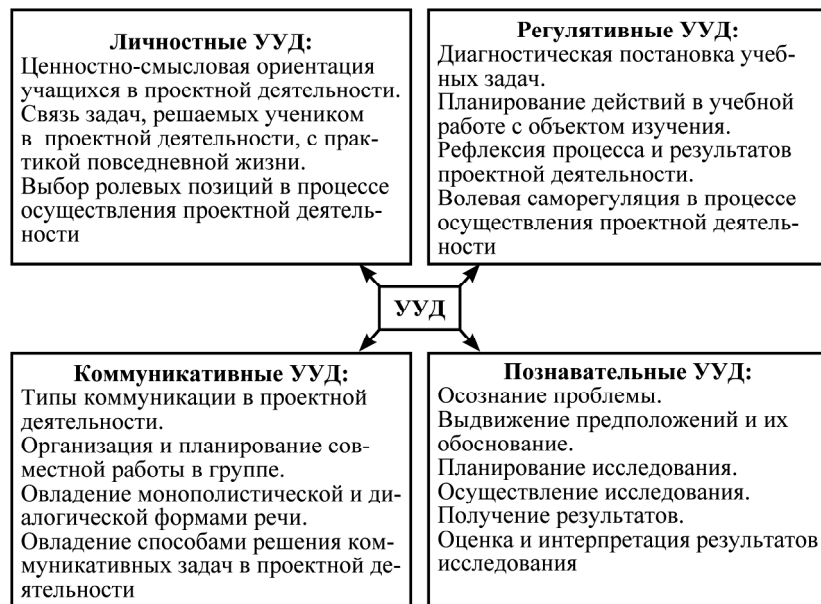 Личностные УУД:
Ценностно-смысловая ориентация
учащихся в проектной деятельности.
Связь задач, решаемых учеником
в проектной деятельности, с прак-
тикой повседневной жизни.
Выбор ролевых позиций в процессе
осуществления проектной деятель-
ности
Регулятивные УУД:
Диагностическая постановка учеб-
ных задач.
Планирование действий в учебной
работе с объектом изучения.
Рефлексия процесса и результатов
проектной деятельности.
Волевая саморегуляция в процессе
осуществления проектной деятель-
ности
УУД
Коммуникативные УУД:
Типы коммуникации в проектной
деятельности.
Организация и планирование сов-
местной работы в группе.
Овладение монополистической и ди-
алогической формами речи.
Овладение способами решения ком-
муникативных задач в проектной де-
ятельности
Познавательные УУД:
Осознание проблемы.
Выдвижение предположений и их
обоснование.
Планирование исследования.
Осуществление исследования.
Получение результатов.
Оценка и интерпретация результатов
исследования